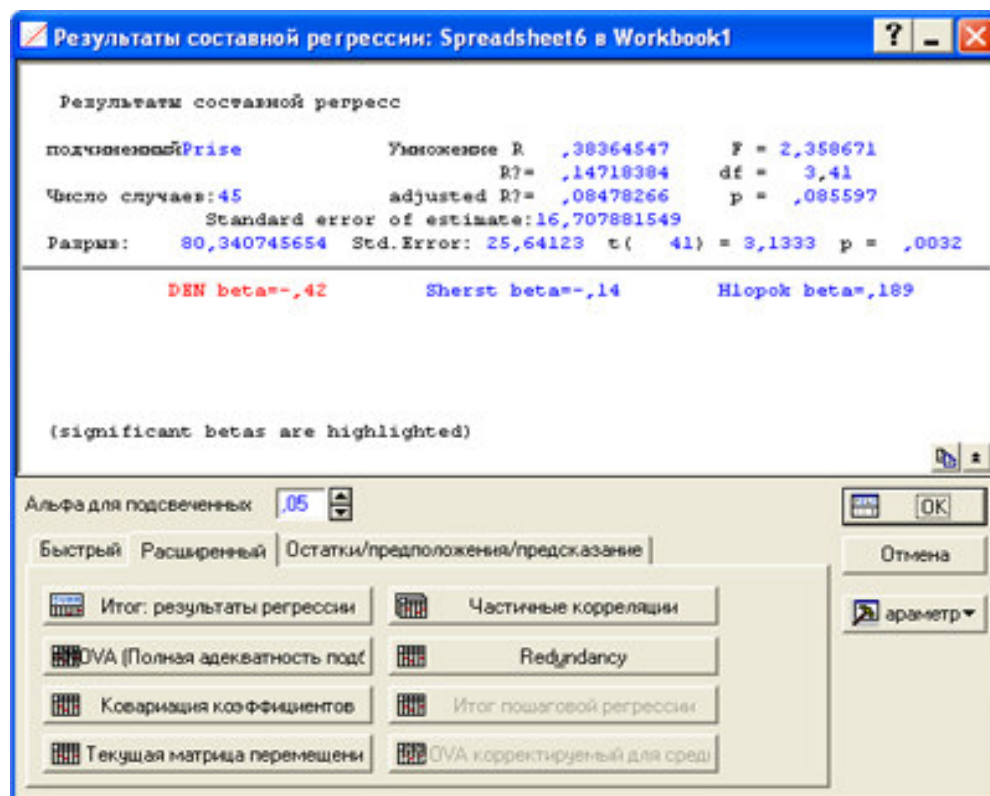 Результаты составной регрессии: Spreadsheet6 в Workbook1
Результаты составной регресс
подчиненный Prise Умножение R ,38364547 F = 2,358671
R?= ,14718384 df = 3,41
Число случаев:45 adjusted R?= ,08478266 p = ,085597
Standard error of estimate:16,707881549
Разрыв: 80,340745654 Std.Error: 25,64123 t( 41) = 3,1333 p = ,0032
DEN beta=-,42 Sherst beta=-,14 Hlopok beta=,189
(significant betas are highlighted)
Альфа для подсвеченных ,05
OK
Быстрый Расширенный Остатки/предположения/предсказание
Отмена
Итог: результаты регрессии Частичные корреляции
араметр
OVA (Полная адекватность подб Redundancy
Ковариация коэффициентов Итог пошаговой регрессии
Текущая матрица перемещени OVA корректируемый для сред